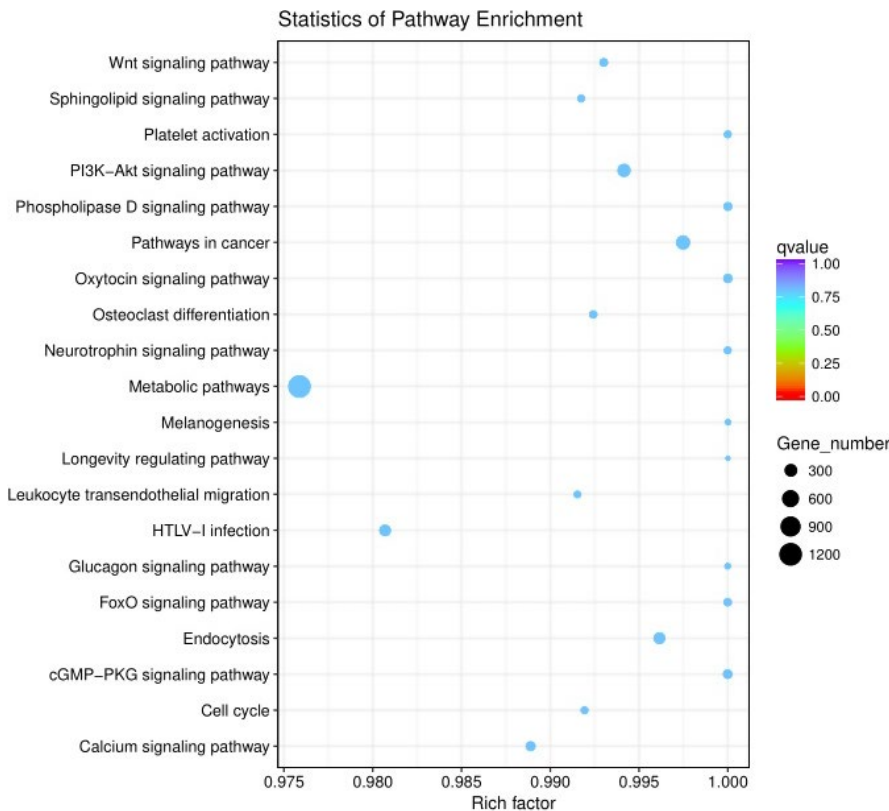 Statistics of Pathway Enrichment
Wnt signaling pathway
Sphingolipid signaling pathway
Platelet activation
PI3K−Akt signaling pathway
Phospholipase D signaling pathway
Pathways in cancer
Oxytocin signaling pathway
Osteoclast differentiation
Neurotrophin signaling pathway
Metabolic pathways
Melanogenesis
Longevity regulating pathway
Leukocyte transendothelial migration
HTLV−I infection
Glucagon signaling pathway
FoxO signaling pathway
Endocytosis
cGMP−PKG signaling pathway
Cell cycle
Calcium signaling pathway
0.975 0.980 0.985 0.990 0.995 1.000
Rich factor
qvalue
1.00
0.75
0.50
0.25
0.00
Gene_number
300
600
900
1200